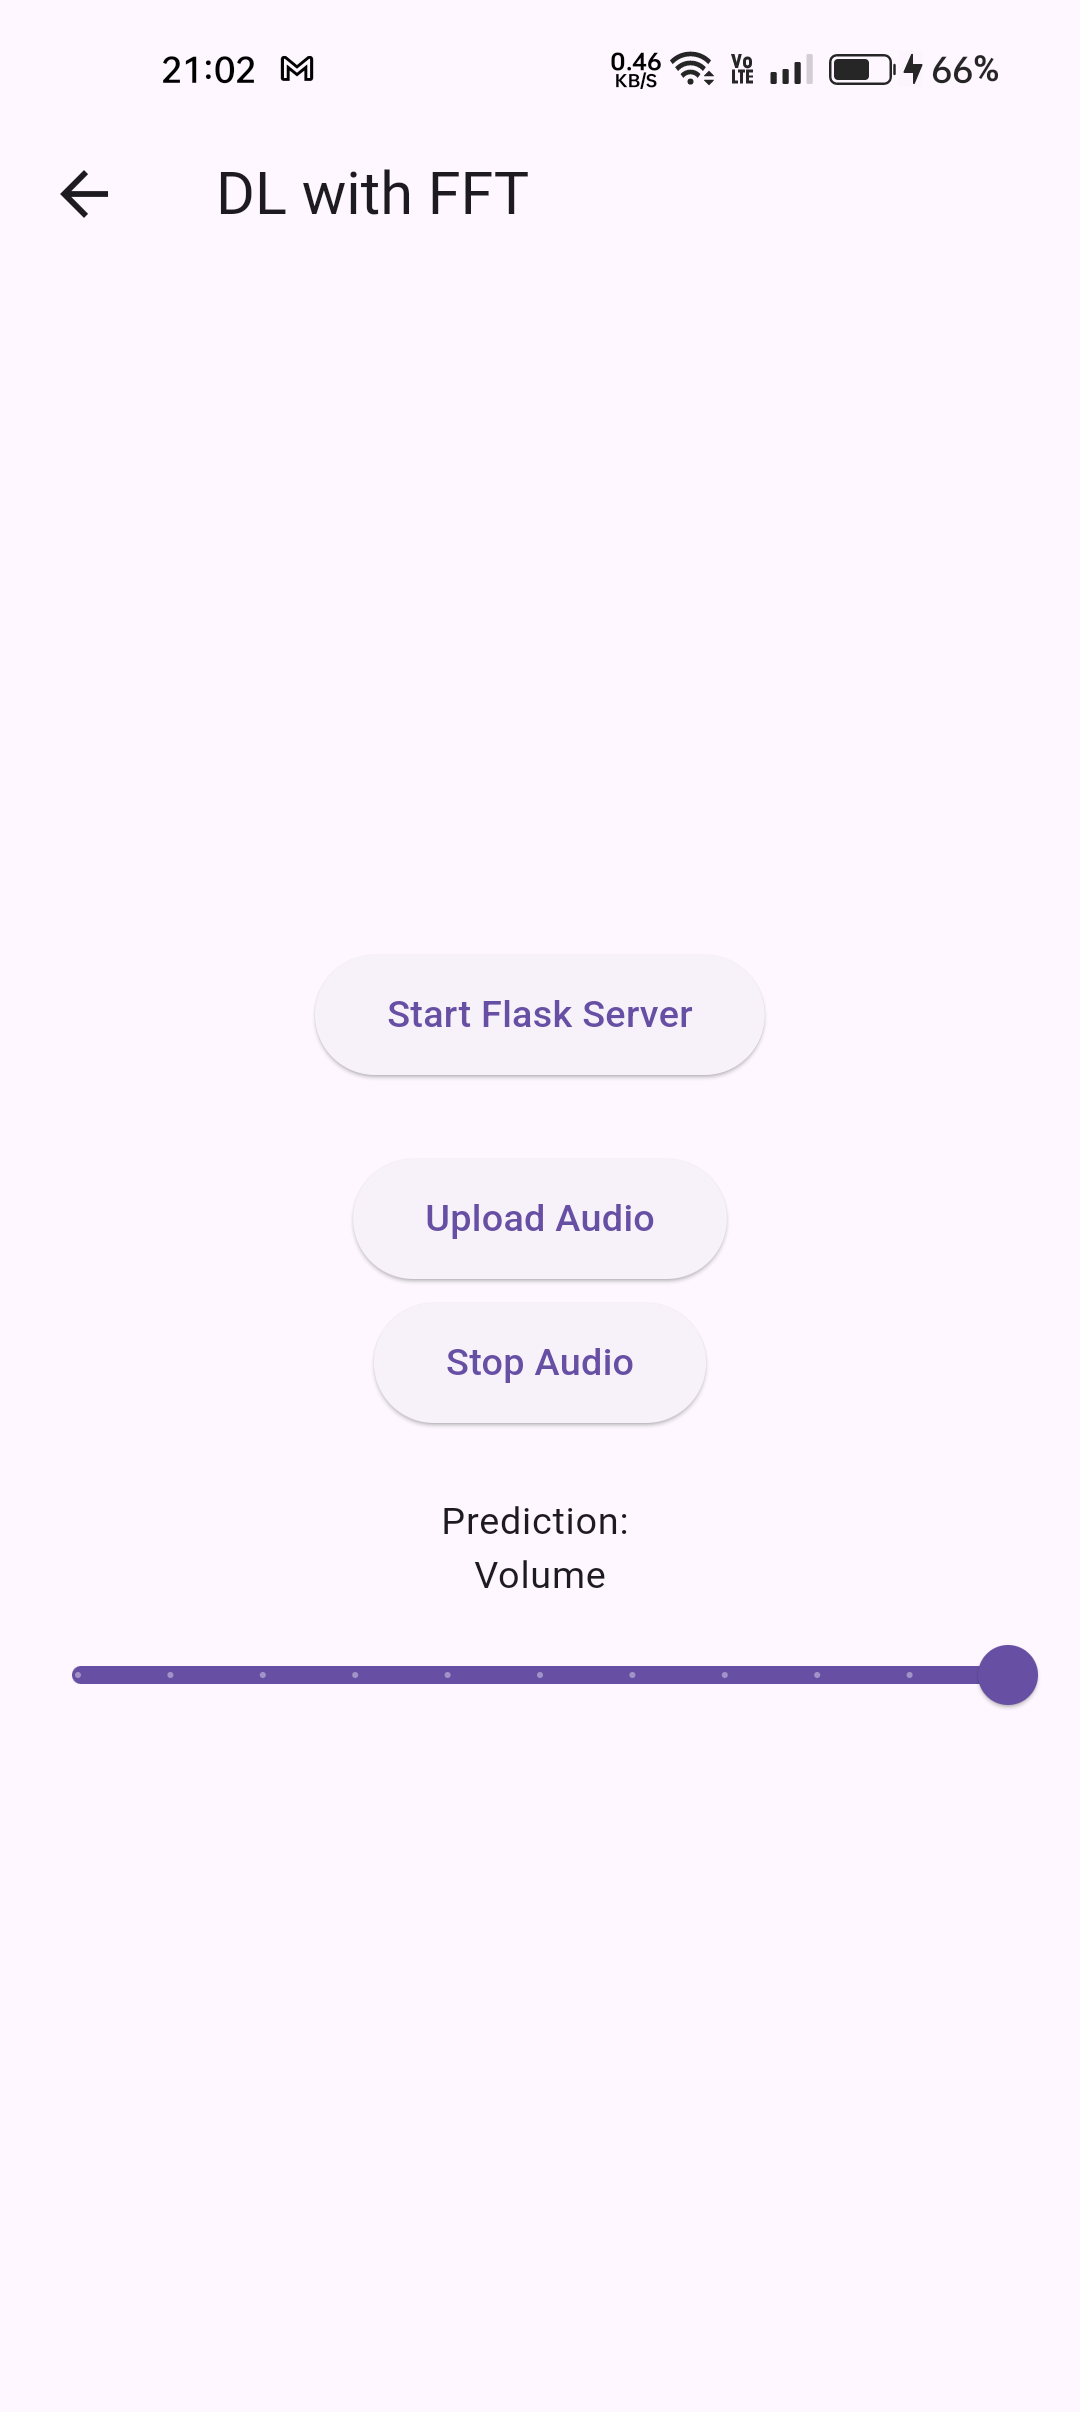 21:02 0.46 KB/S Vo LTE 66%
DL with FFT
Start Flask Server
Upload Audio
Stop Audio
Prediction:
Volume